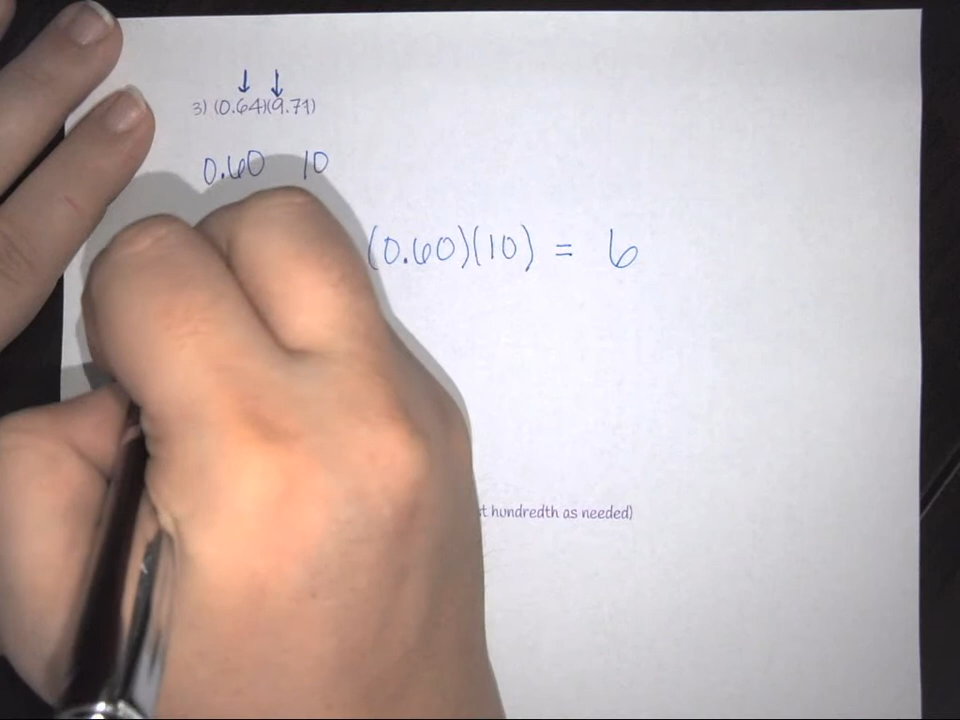 3) (0.64)(9.71)
0.60 10
(0.60)(10) = 6
hundredth as needed)